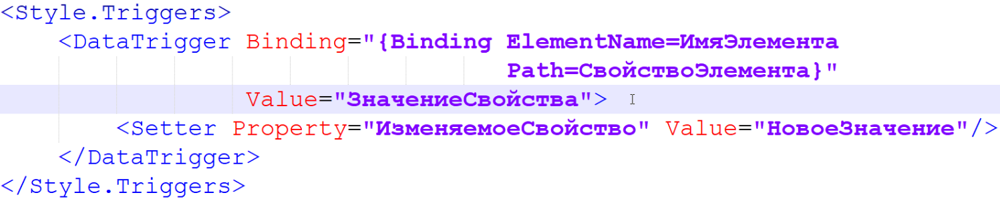 <Style.Triggers>
<DataTrigger Binding="{Binding ElementName=ИмяЭлемента
Path=СвойствоЭлемента}"
Value="ЗначениеСвойства">
<Setter Property="ИзменяемоеСвойство" Value="НовоеЗначение"/>
</DataTrigger>
</Style.Triggers>